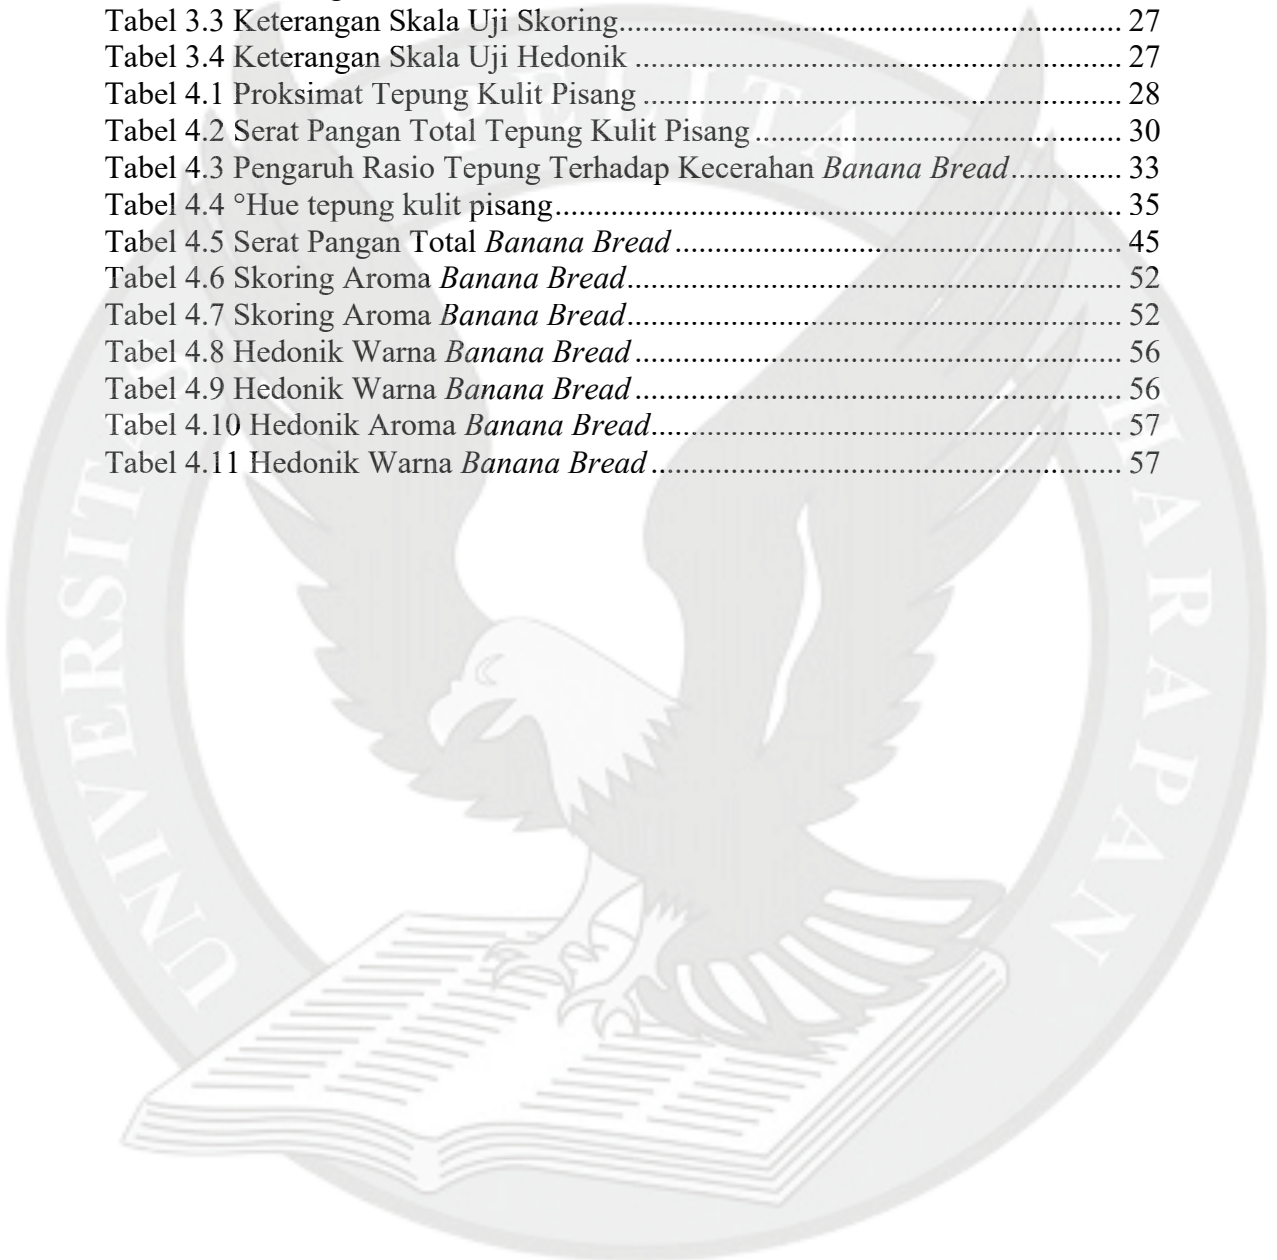 Tabel 3.3 Keterangan Skala Uji Skoring................................................................ 27
Tabel 3.4 Keterangan Skala Uji Hedonik .............................................................. 27
Tabel 4.1 Proksimat Tepung Kulit Pisang ............................................................. 28
Tabel 4.2 Serat Pangan Total Tepung Kulit Pisang ............................................... 30
Tabel 4.3 Pengaruh Rasio Tepung Terhadap Kecerahan Banana Bread.............. 33
Tabel 4.4 °Hue tepung kulit pisang........................................................................ 35
Tabel 4.5 Serat Pangan Total Banana Bread ......................................................... 45
Tabel 4.6 Skoring Aroma Banana Bread............................................................... 52
Tabel 4.7 Skoring Aroma Banana Bread............................................................... 52
Tabel 4.8 Hedonik Warna Banana Bread .............................................................. 56
Tabel 4.9 Hedonik Warna Banana Bread .............................................................. 56
Tabel 4.10 Hedonik Aroma Banana Bread............................................................ 57
Tabel 4.11 Hedonik Warna Banana Bread ............................................................ 57
UNIVERSITAS PELITA HARAPAN